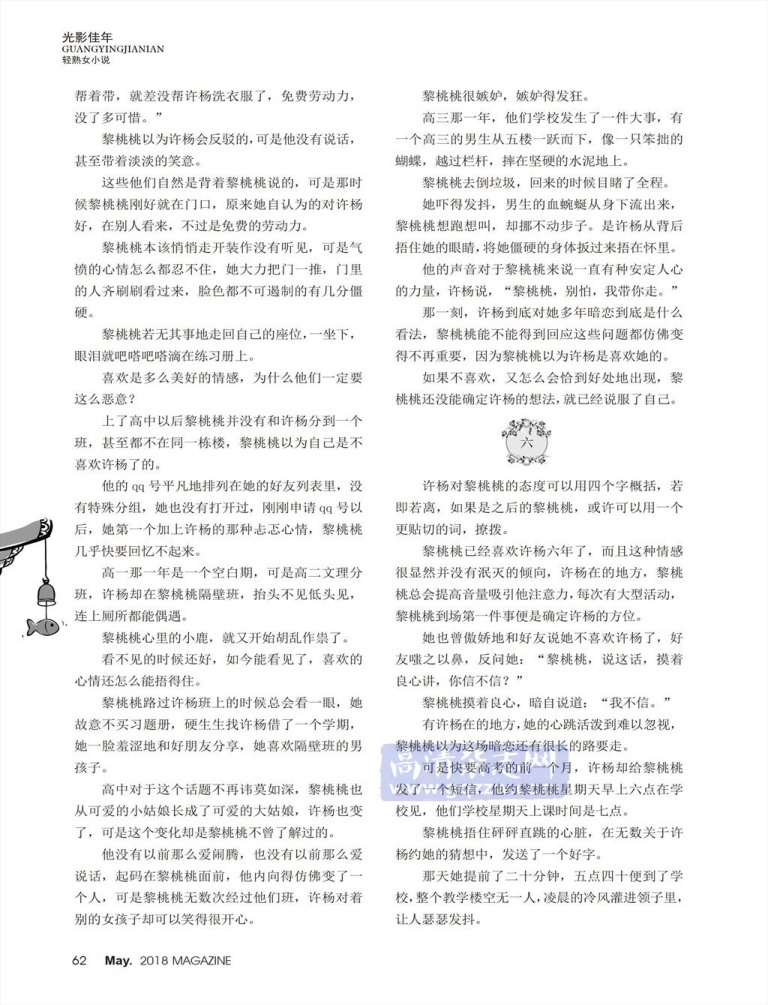 光影佳年
GUANGYINGJIANIAN
轻熟女小说
帮着带，就差没帮许杨洗衣服了，免费劳动力，
没了多可惜。”
黎桃桃以为许杨会反驳的，可是他没有说话，
甚至带着淡淡的笑意。
这些他们自然是背着黎桃桃说的，可是那时
候黎桃桃刚好就在门口，原来她自认为的对许杨
好，在别人看来，不过是免费的劳动力。
黎桃桃本该悄悄走开装作没有听见，可是气
愤的心情怎么都忍不住，她大力把门一推，门里
的人齐刷刷看过来，脸色都不可遏制的有几分僵
硬。
黎桃桃若无其事地走回自己的座位，一坐下，
眼泪就吧嗒吧嗒滴在练习册上。
喜欢是多么美好的情感，为什么他们一定要
这么恶意？
上了高中以后黎桃桃并没有和许杨分到一个
班，甚至都不在同一栋楼，黎桃桃以为自己是不
喜欢许杨了的。
他的 qq 号平凡地排列在她的好友列表里，没
有特殊分组，她也没有打开过，刚刚申请 qq 号以
后，她第一个加上许杨的那种忐忑心情，黎桃桃
几乎快要回忆不起来。
高一那一年是一个空白期，可是高二文理分
班，许杨却在黎桃桃隔壁班，抬头不见低头见，
连上厕所都能偶遇。
黎桃桃心里的小鹿，就又开始胡乱作祟了。
看不见的时候还好，如今能看见了，喜欢的
心情还怎么能捂得住。
黎桃桃路过许杨班上的时候总会看一眼，她
故意不买习题册，硬生生找许杨借了一个学期，
她一脸羞涩地和好朋友分享，她喜欢隔壁班的男
孩子。
高中对于这个话题不再讳莫如深，黎桃桃也
从可爱的小姑娘长成了可爱的大姑娘，许杨也变
了，可是这个变化却是黎桃桃不曾了解过的。
他没有以前那么爱闹腾，也没有以前那么爱
说话，起码在黎桃桃面前，他内向得仿佛变了一
个人，可是黎桃桃无数次经过他们班，许杨对着
别的女孩子却可以笑得很开心。
黎桃桃很嫉妒，嫉妒得发狂。
高三那一年，他们学校发生了一件大事，有
一个高三的男生从五楼一跃而下，像一只笨拙的
蝴蝶，越过栏杆，摔在坚硬的水泥地上。
黎桃桃去倒垃圾，回来的时候目睹了全程。
她吓得发抖，男生的血蜿蜒从身下流出来，
黎桃桃想跑想叫，却挪不动步子。是许杨从背后
捂住她的眼睛，将她僵硬的身体扳过来捂在怀里。
他的声音对于黎桃桃来说一直有种安定人心
的力量，许杨说，“黎桃桃，别怕，我带你走。”
那一刻，许杨到底对她多年暗恋到底是什么
看法，黎桃桃能不能得到回应这些问题都仿佛变
得不再重要，因为黎桃桃以为许杨是喜欢她的。
如果不喜欢，又怎么会恰到好处地出现，黎
桃桃还没能确定许杨的想法，就已经说服了自己。
六
许杨对黎桃桃的态度可以用四个字概括，若
即若离，如果是之后的黎桃桃，或许可以用一个
更贴切的词，撩拨。
黎桃桃已经喜欢许杨六年了，而且这种情感
很显然并没有泯灭的倾向，许杨在的地方，黎桃
桃总会提高音量吸引他注意力，每次有大型活动，
黎桃桃到场第一件事便是确定许杨的方位。
她也曾傲娇地和好友说她不喜欢许杨了，好
友嗤之以鼻，反问她：“黎桃桃，说这话，摸着
良心讲，你信不信？”
黎桃桃摸着良心，暗自说道：“我不信。”
有许杨在的地方，她的心跳活泼到难以忽视，
黎桃桃以为这场暗恋还有很长的路要走。
可是快要高考的前一个月，许杨却给黎桃桃
发了一个短信，他约黎桃桃星期天早上六点在学
校见，他们学校星期天上课时间是七点。
黎桃桃捂住砰砰直跳的心脏，在无数关于许
杨约她的猜想中，发送了一个好字。
那天她提前了二十分钟，五点四十便到了学
校，整个教学楼空无一人，凌晨的冷风灌进领子里，
让人瑟瑟发抖。
62 May. 2018 MAGAZINE